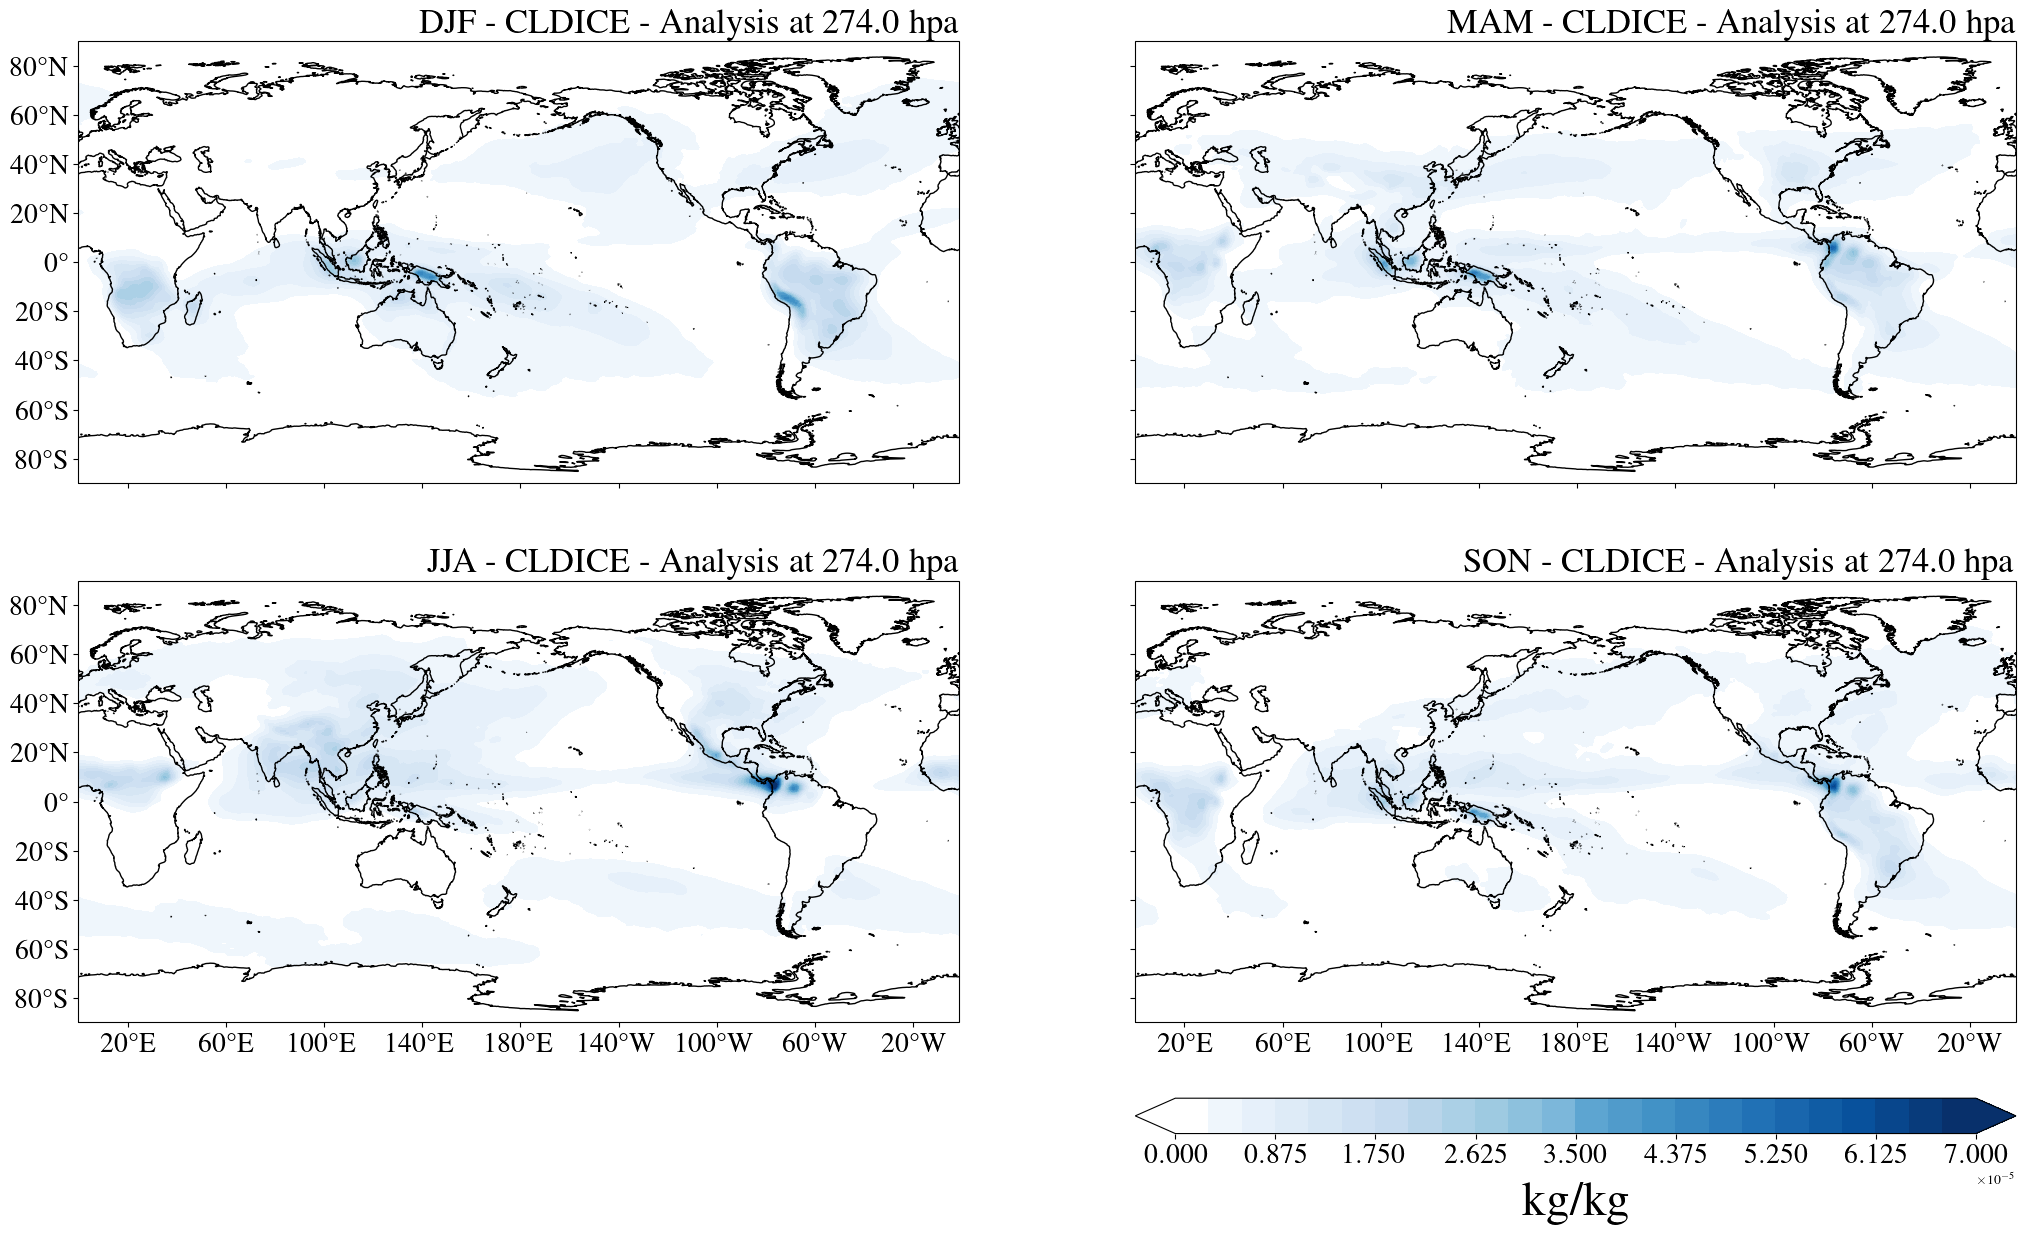 DJF - CLDICE - Analysis at 274.0 hpa
MAM - CLDICE - Analysis at 274.0 hpa
80°N
60°N
40°N
20°N
0°
20°S
40°S
60°S
80°S
JJA - CLDICE - Analysis at 274.0 hpa
SON - CLDICE - Analysis at 274.0 hpa
80°N
60°N
40°N
20°N
0°
20°S
40°S
60°S
80°S
20°E 60°E 100°E 140°E 180°E 140°W 100°W 60°W 20°W
20°E 60°E 100°E 140°E 180°E 140°W 100°W 60°W 20°W
0.000 0.875 1.750 2.625 3.500 4.375 5.250 6.125 7.000
×10⁻⁵
kg/kg